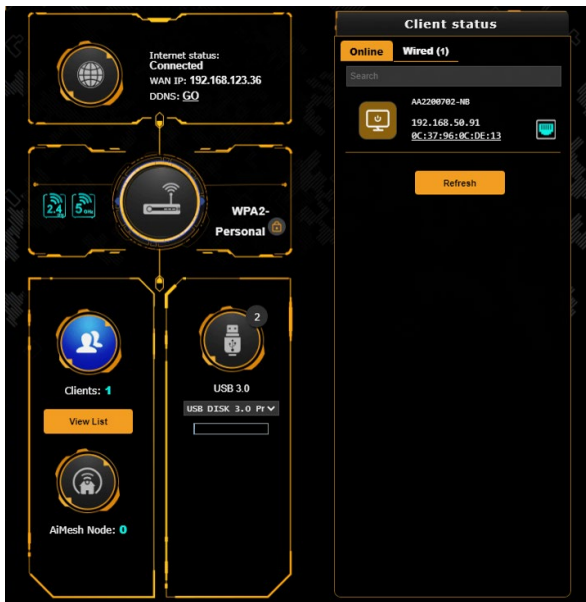 Internet status:
Connected
WAN IP: 192.168.123.36
DDNS: GO
2.4 GHz
5 GHz
WPA2-
Personal
Clients: 1
View List
AiMesh Node: 0
2
USB 3.0
USB DISK 3.0 Pr
Client status
Online
Wired (1)
Search
AA2200702-NB
192.168.50.91
0C:37:96:0C:DE:13
Refresh